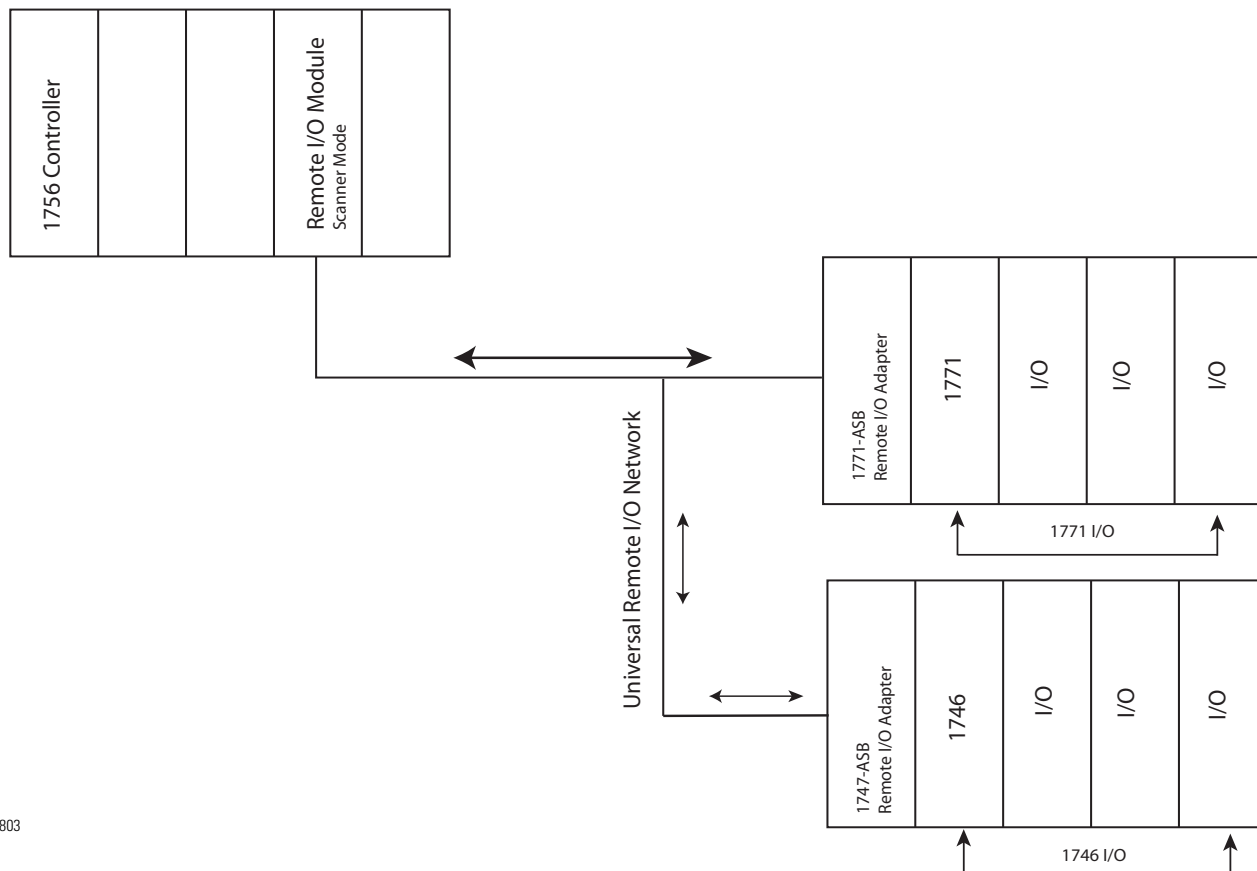 1756 Controller
Remote I/O Module
Scanner Mode
Universal Remote I/O Network
1771-ASB
Remote I/O Adapter
1771
I/O
I/O
I/O
1771 I/O
1747-ASB
Remote I/O Adapter
1746
I/O
I/O
I/O
1746 I/O
803